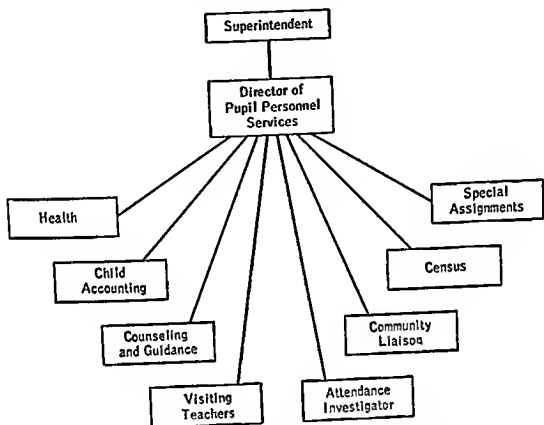 Superintendent
Director of
Pupil Personnel
Services
Health
Special
Assignments
Child
Accounting
Census
Counseling
and Guidance
Community
Liaison
Visiting
Teachers
Attendance
Investigator